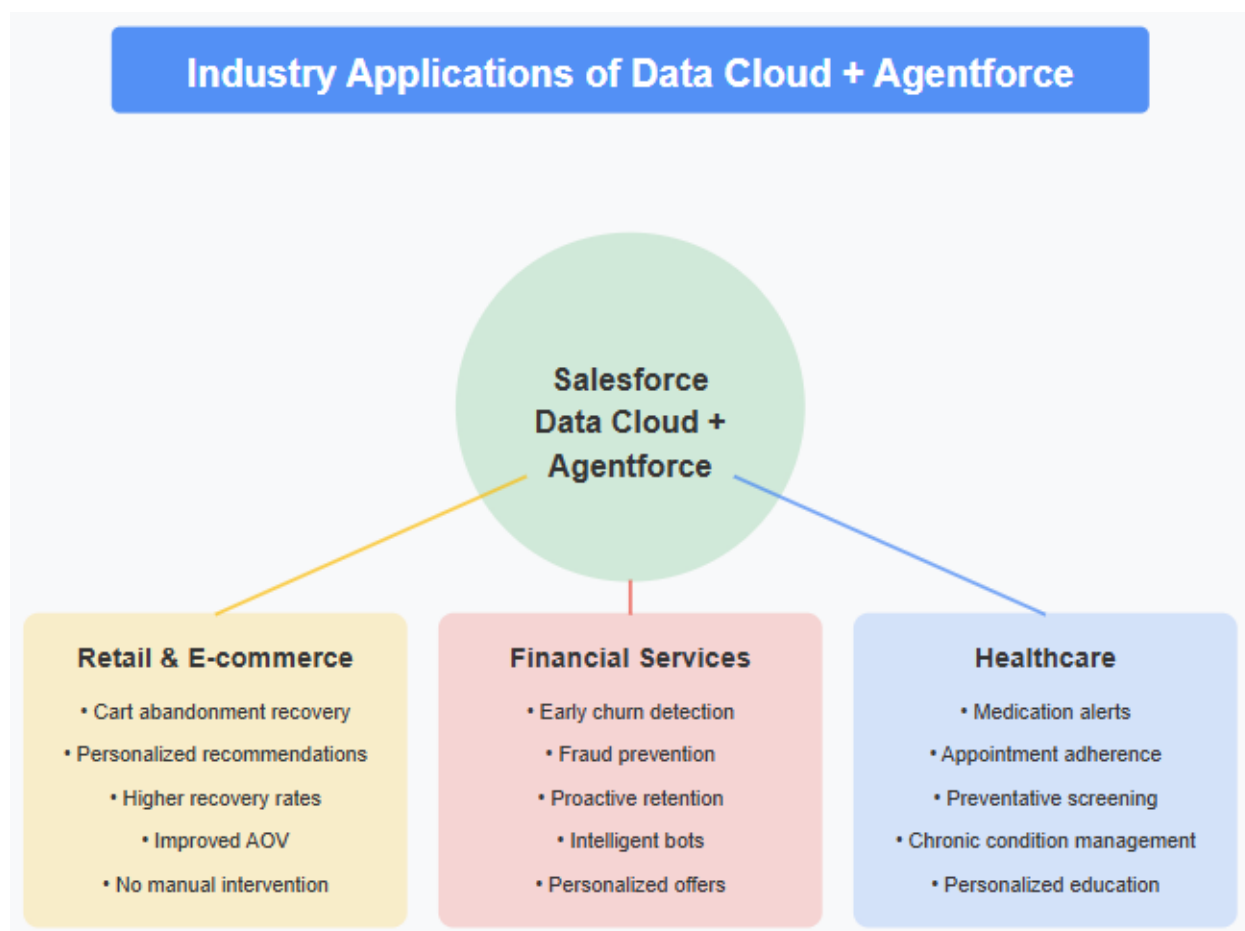 Industry Applications of Data Cloud + Agentforce
Salesforce
Data Cloud +
Agentforce
Retail & E-commerce
• Cart abandonment recovery
• Personalized recommendations
• Higher recovery rates
• Improved AOV
• No manual intervention
Financial Services
• Early churn detection
• Fraud prevention
• Proactive retention
• Intelligent bots
• Personalized offers
Healthcare
• Medication alerts
• Appointment adherence
• Preventative screening
• Chronic condition management
• Personalized education